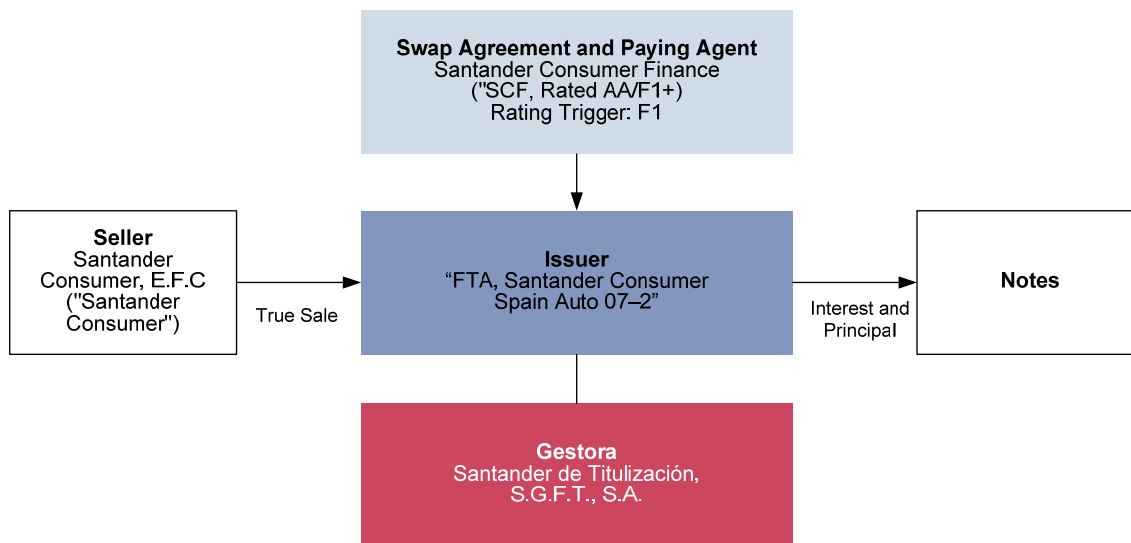 Swap Agreement and Paying Agent
Santander Consumer Finance
("SCF, Rated AA/F1+)
Rating Trigger: F1
Seller
Santander
Consumer, E.F.C
("Santander
Consumer")
True Sale
Issuer
“FTA, Santander Consumer
Spain Auto 07–2”
Interest and
Principal
Notes
Gestora
Santander de Titulización,
S.G.F.T., S.A.